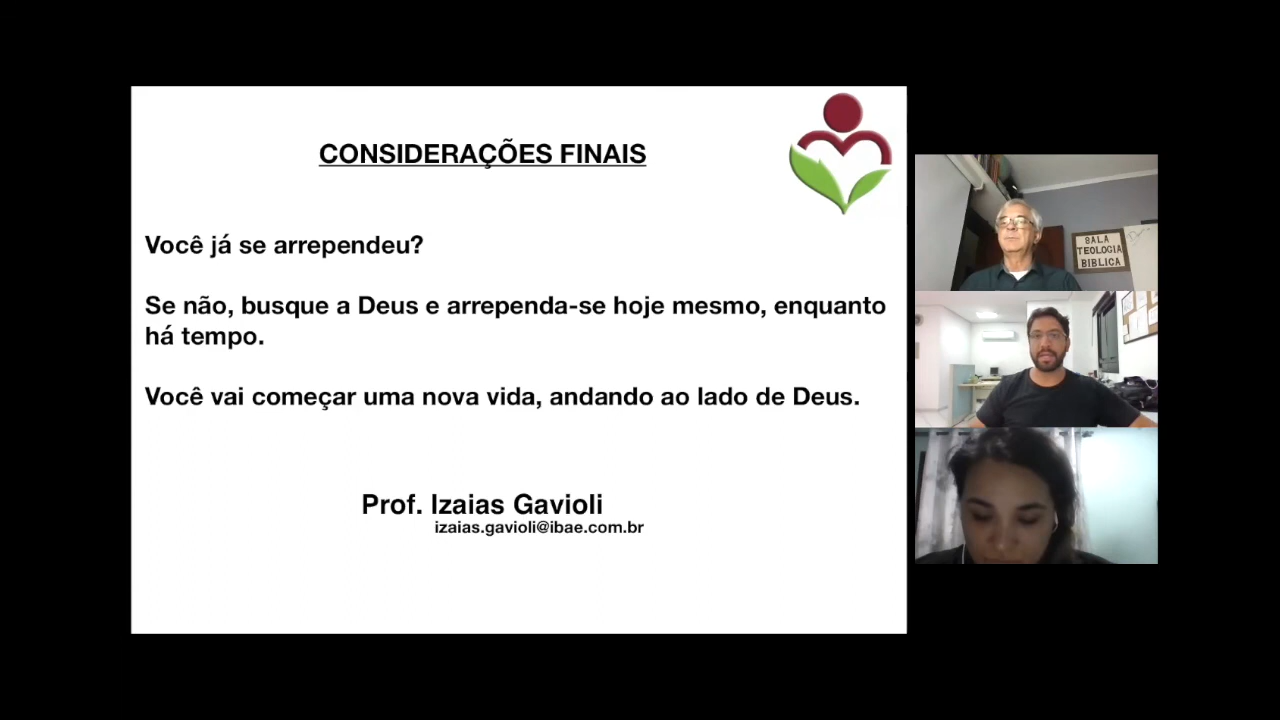 CONSIDERAÇÕES FINAIS
Você já se arrependeu?
Se não, busque a Deus e arrependa-se hoje mesmo, enquanto
há tempo.
Você vai começar uma nova vida, andando ao lado de Deus.
Prof. Izaias Gavioli
izaias.gavioli@ibae.com.br
SALA
TEOLOGIA
BIBLICA